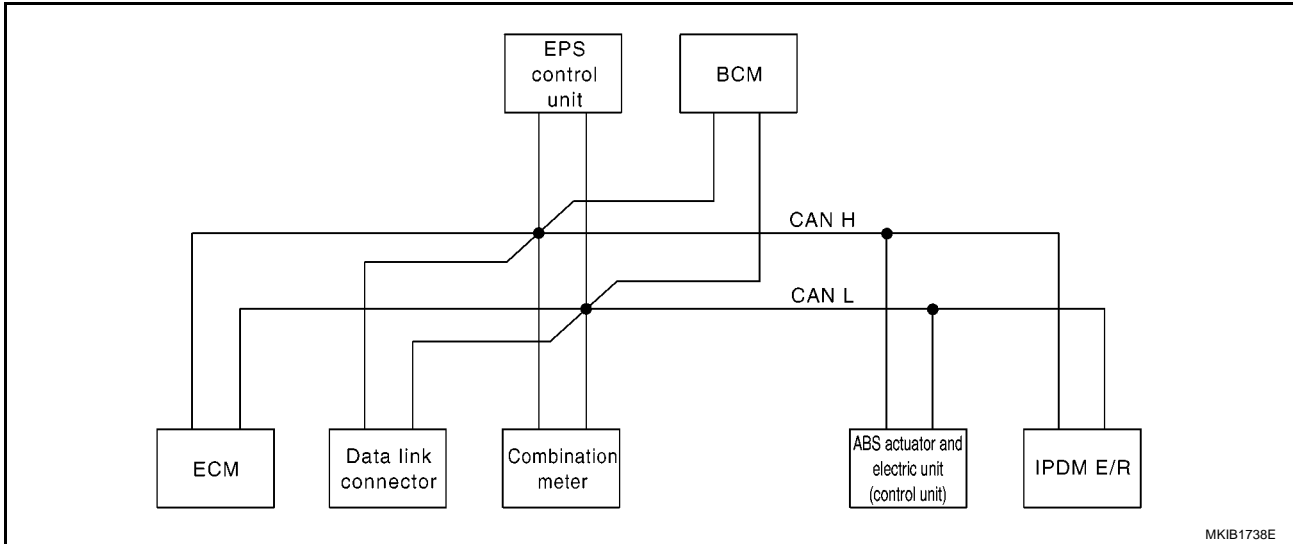 EPS
control
unit
BCM
CAN H
CAN L
ECM
Data link
connector
Combination
meter
ABS actuator and
electric unit
(control unit)
IPDM E/R
MKIB1738E